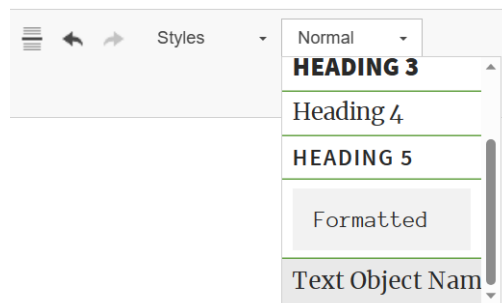 Styles
Normal
HEADING 3
Heading 4
HEADING 5
Formatted
Text Object Nam